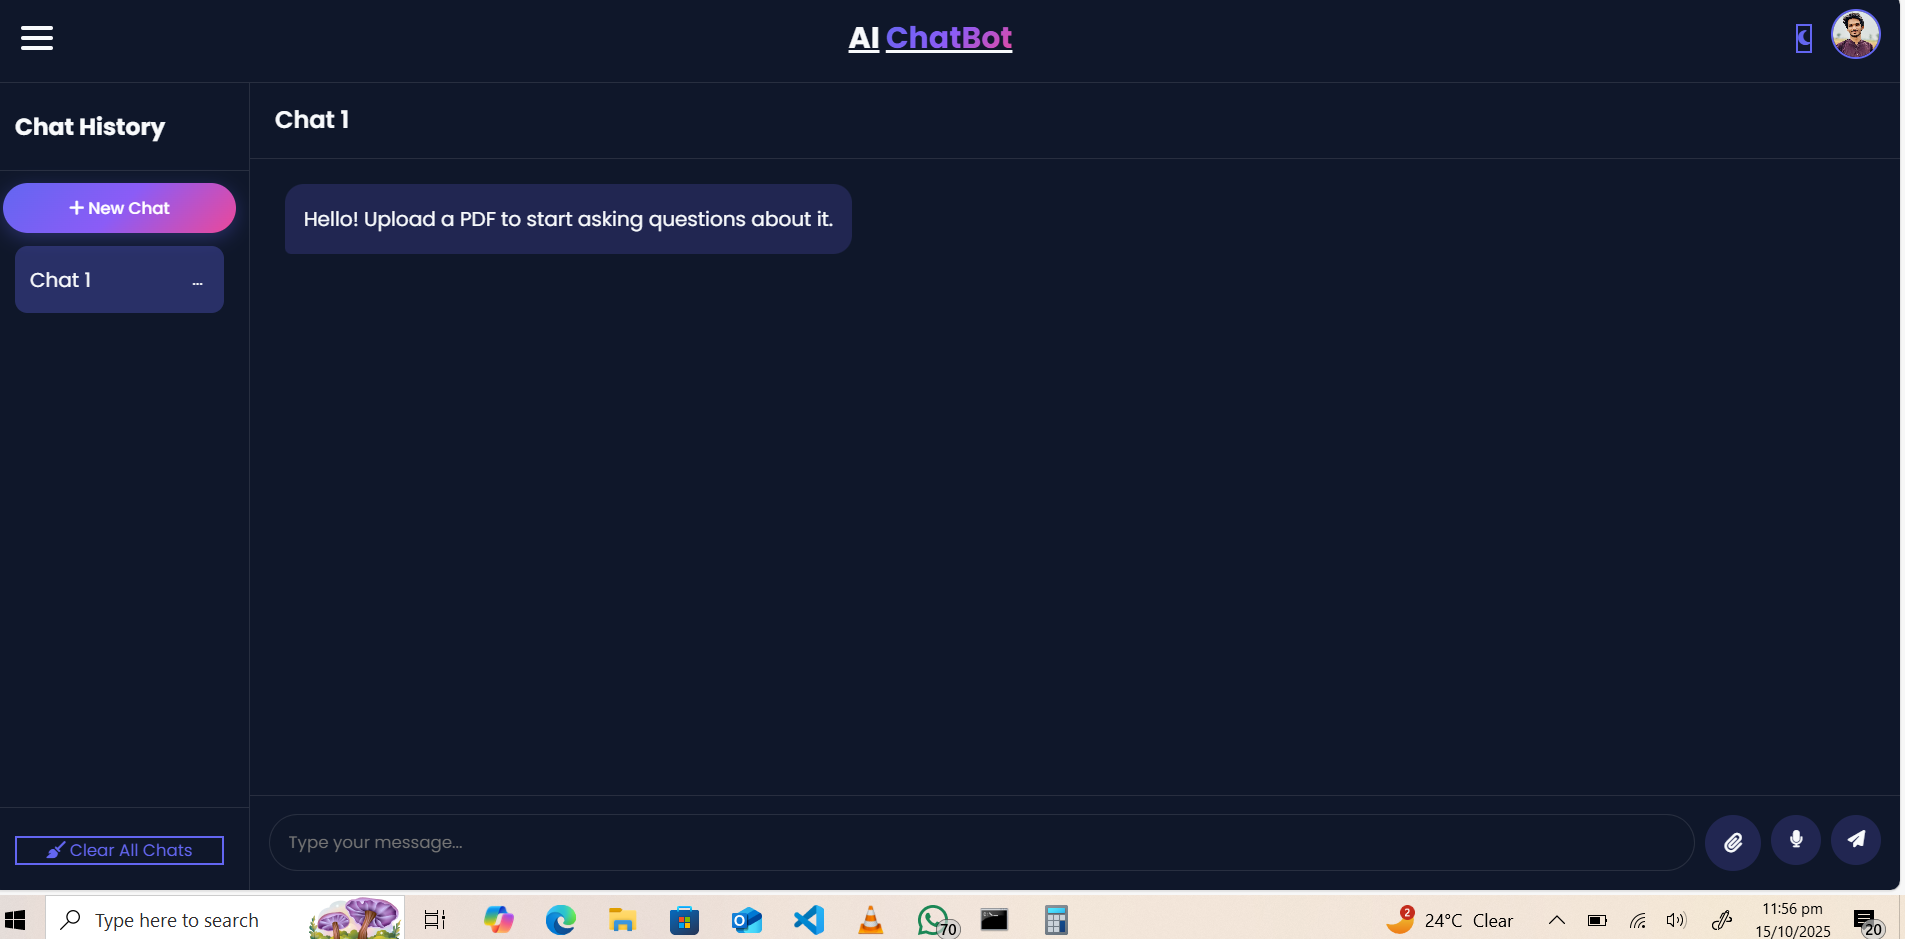 AI ChatBot
Chat History
Chat 1
New Chat
Hello! Upload a PDF to start asking questions about it.
Chat 1
...
Clear All Chats
Type your message...
Type here to search
70
2
24°C Clear
11:56 pm
15/10/2025
20